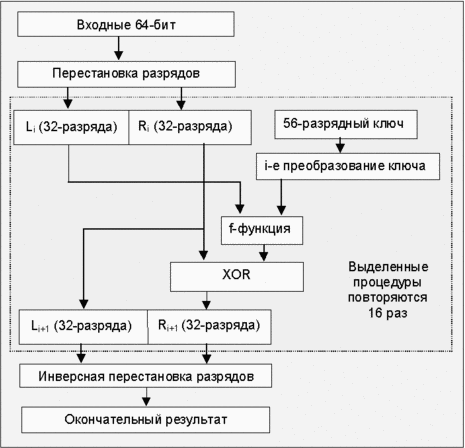 Входные 64-бит
Перестановка разрядов
Li (32-разряда) Ri (32-разряда)
56-разрядный ключ
i-е преобразование ключа
f-функция
XOR
Выделенные
процедуры
повторяются
16 раз
Li+1 (32-разряда) Ri+1 (32-разряда)
Инверсная перестановка разрядов
Окончательный результат